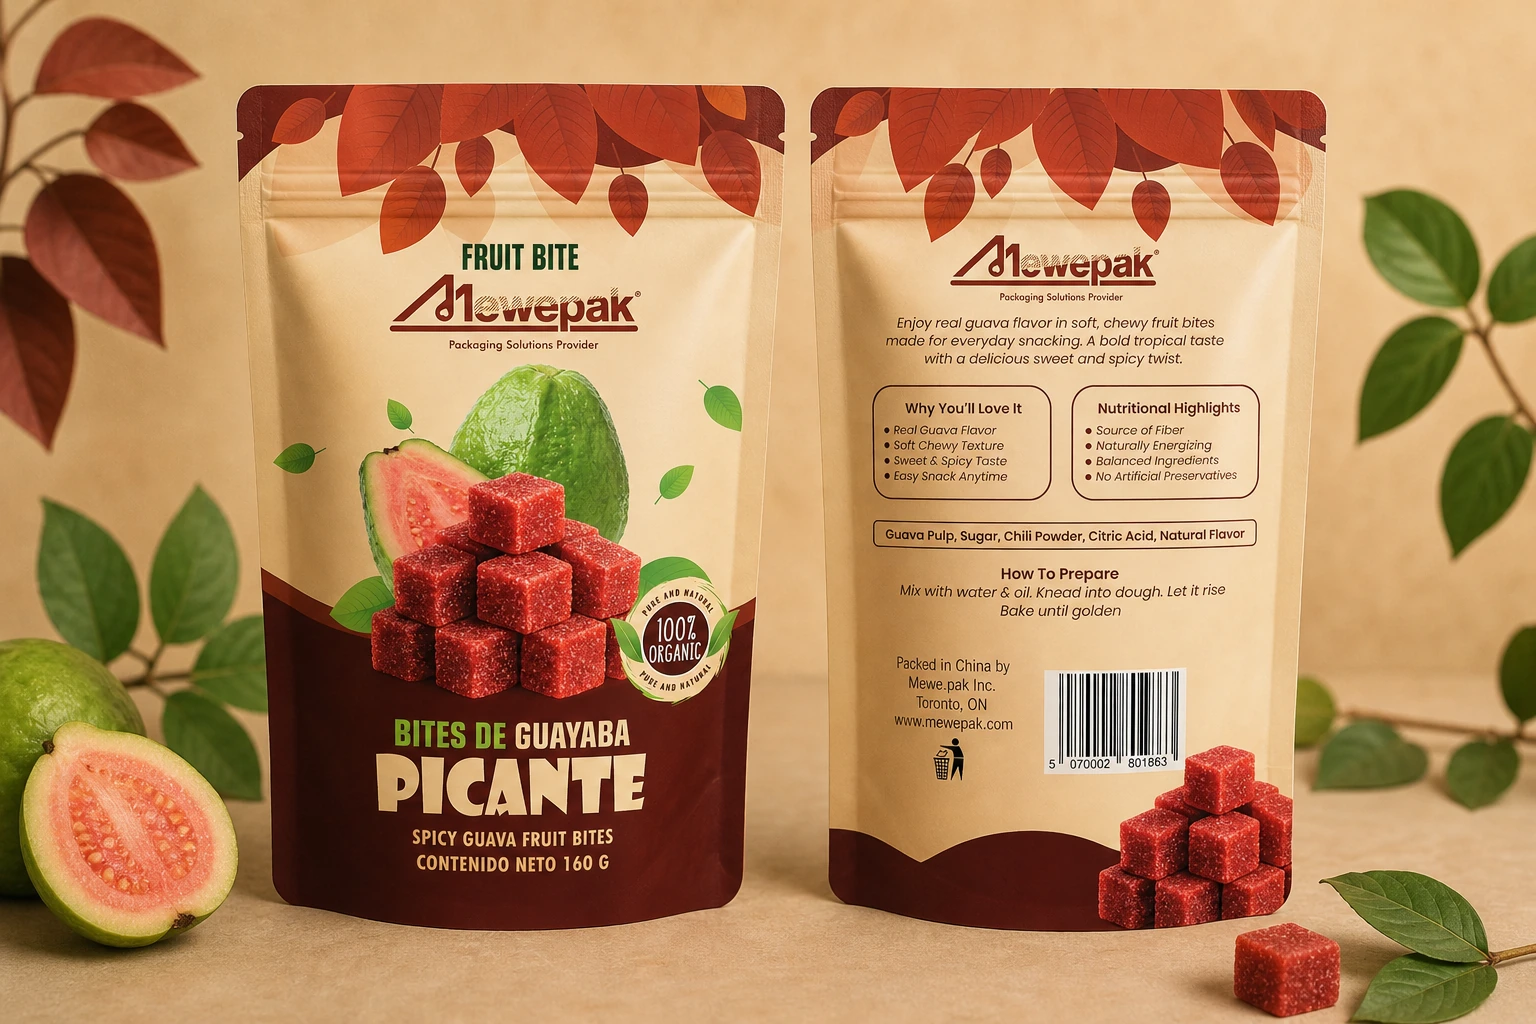 FRUIT BITE
Mewepak®
Packaging Solutions Provider
PURE AND NATURAL
100%
ORGANIC
PURE AND NATURAL
BITES DE GUAYABA
PICANTE
SPICY GUAVA FRUIT BITES
CONTENIDO NETO 160 G
Mewepak®
Packaging Solutions Provider
Enjoy real guava flavor in soft, chewy fruit bites
made for everyday snacking. A bold tropical taste
with a delicious sweet and spicy twist.
Why You'll Love It
• Real Guava Flavor
• Soft Chewy Texture
• Sweet & Spicy Taste
• Easy Snack Anytime
Nutritional Highlights
• Source of Fiber
• Naturally Energizing
• Balanced Ingredients
• No Artificial Preservatives
Guava Pulp, Sugar, Chili Powder, Citric Acid, Natural Flavor
How To Prepare
Mix with water & oil. Knead into dough. Let it rise
Bake until golden
Packed in China by
Mewe.pak Inc.
Toronto, ON
www.mewepak.com
5 070002 801863